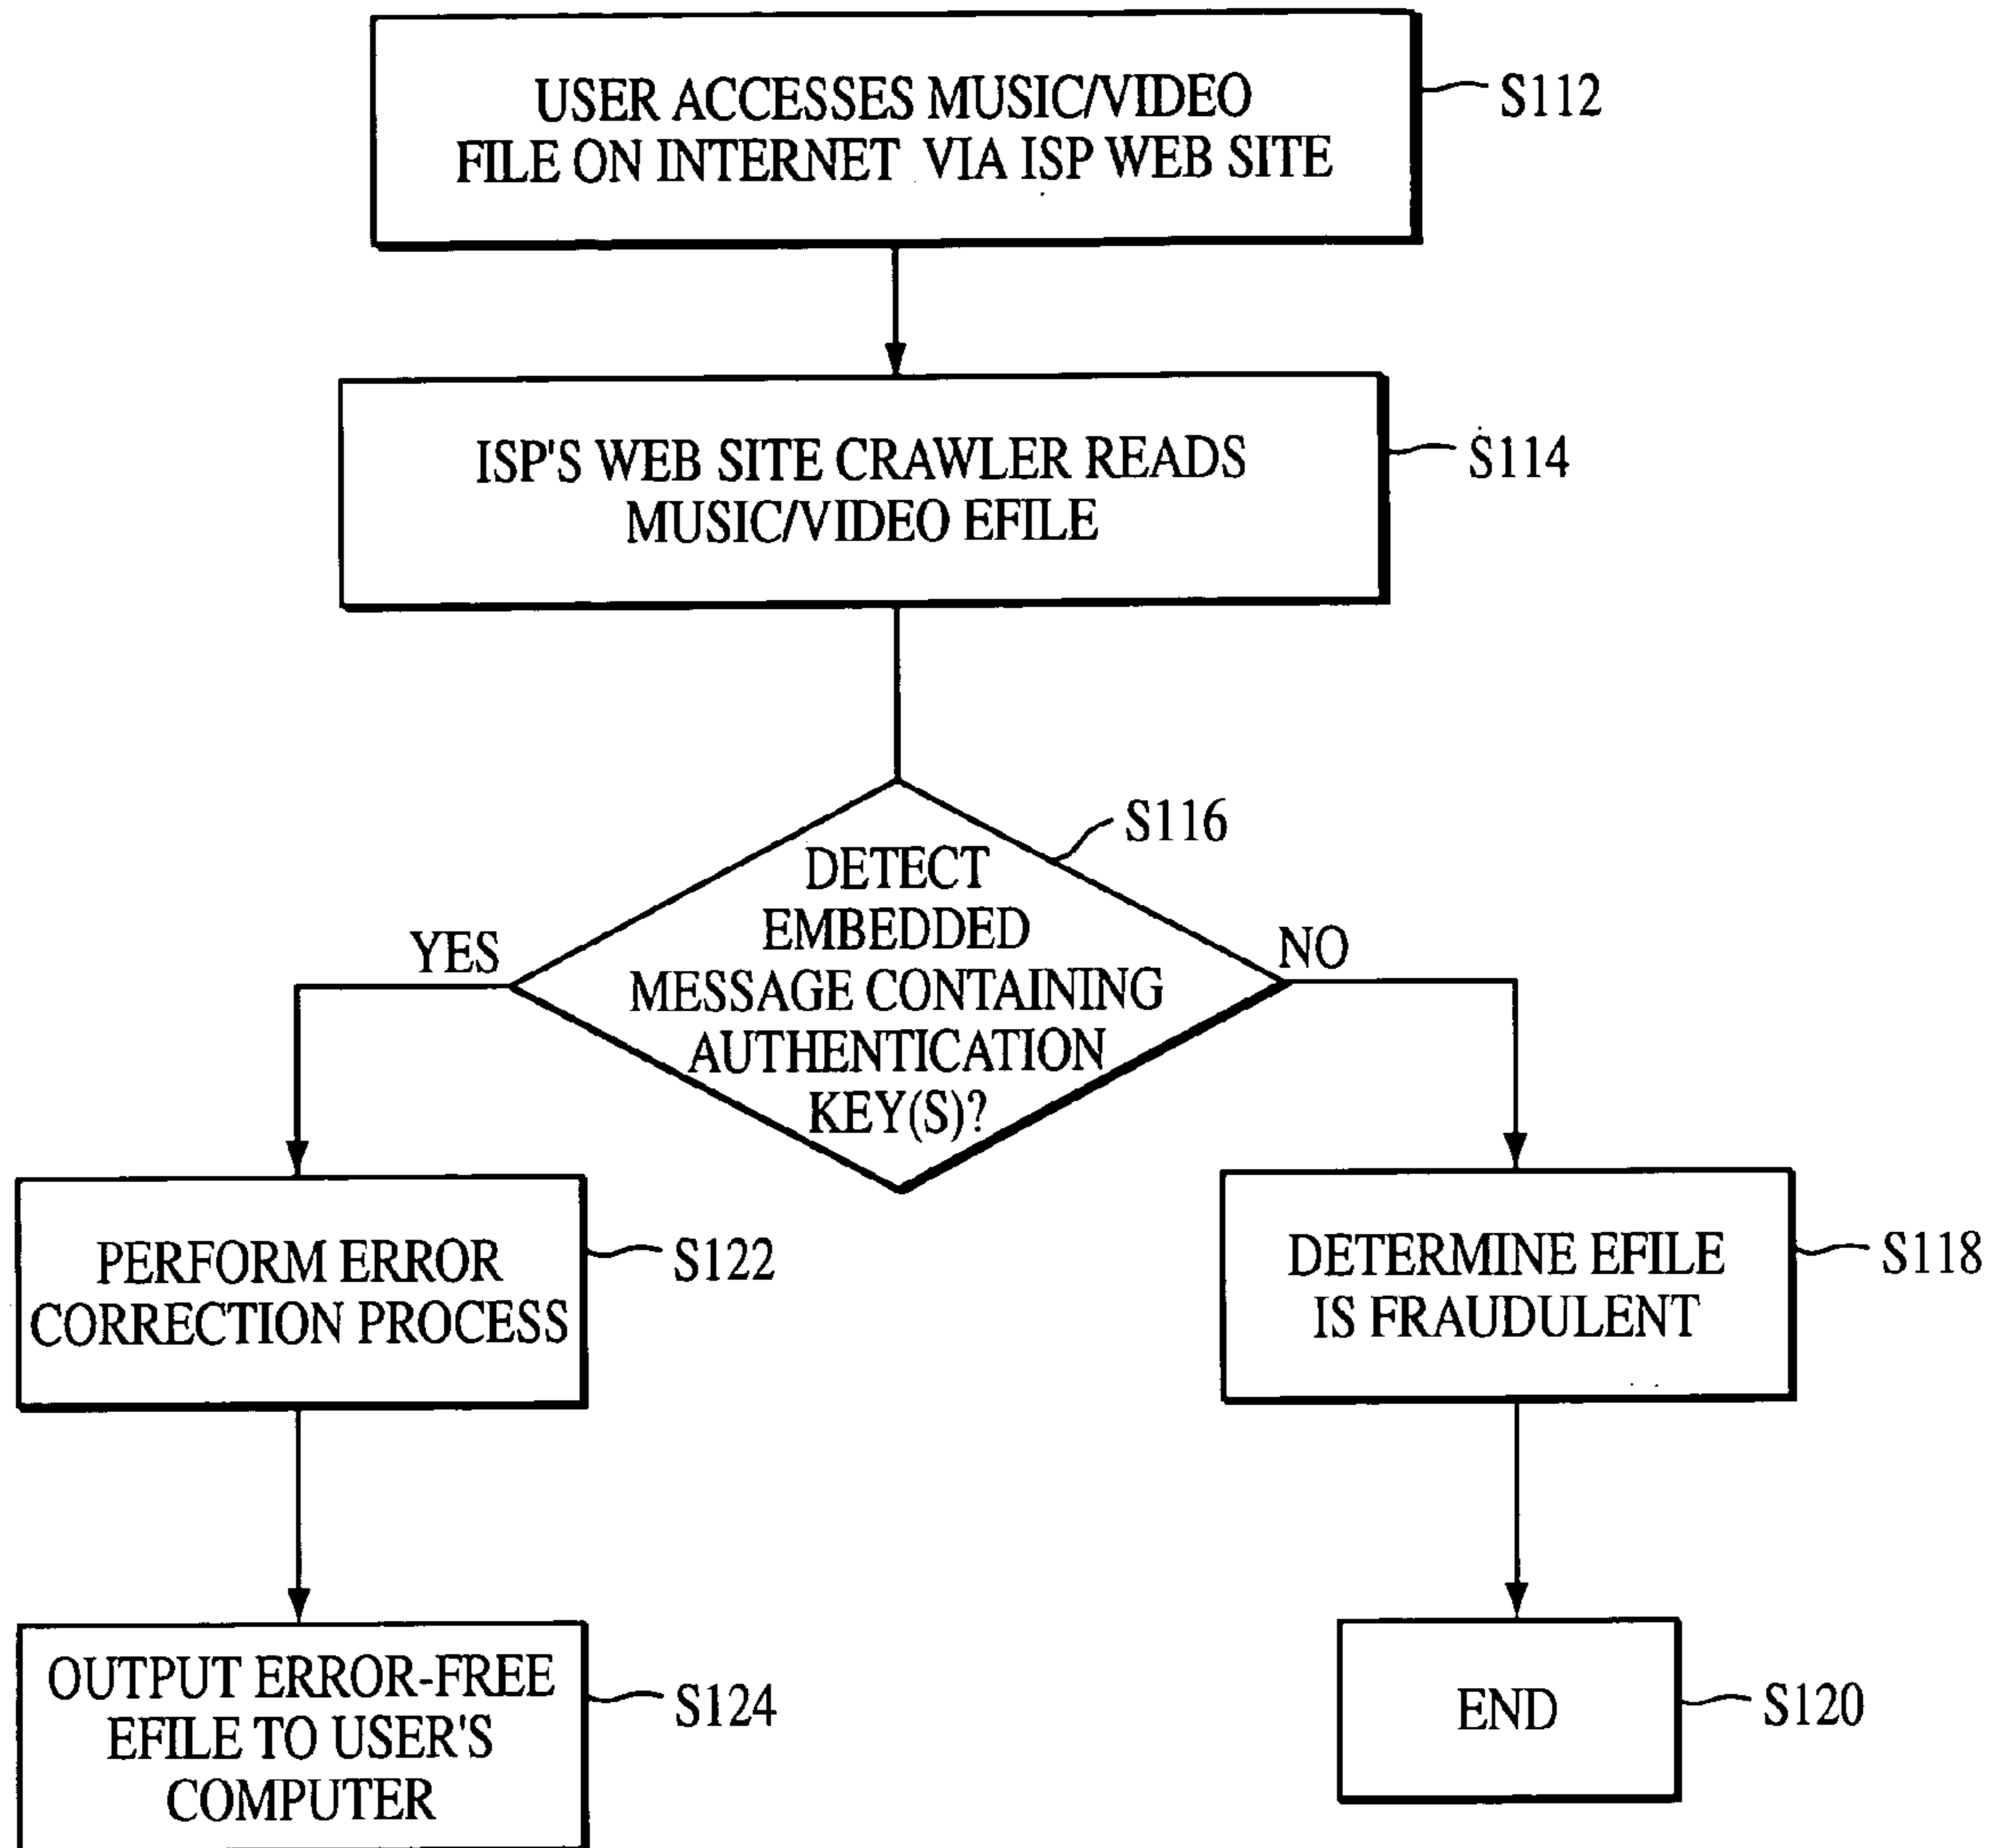 USER ACCESSES MUSIC/VIDEO
FILE ON INTERNET VIA ISP WEB SITE
S112
ISP'S WEB SITE CRAWLER READS
MUSIC/VIDEO EFILE
S114
S116
DETECT
EMBEDDED
MESSAGE CONTAINING
AUTHENTICATION
KEY(S)?
YES
NO
PERFORM ERROR
CORRECTION PROCESS
S122
DETERMINE EFILE
IS FRAUDULENT
S118
OUTPUT ERROR-FREE
EFILE TO USER'S
COMPUTER
S124
END
S120